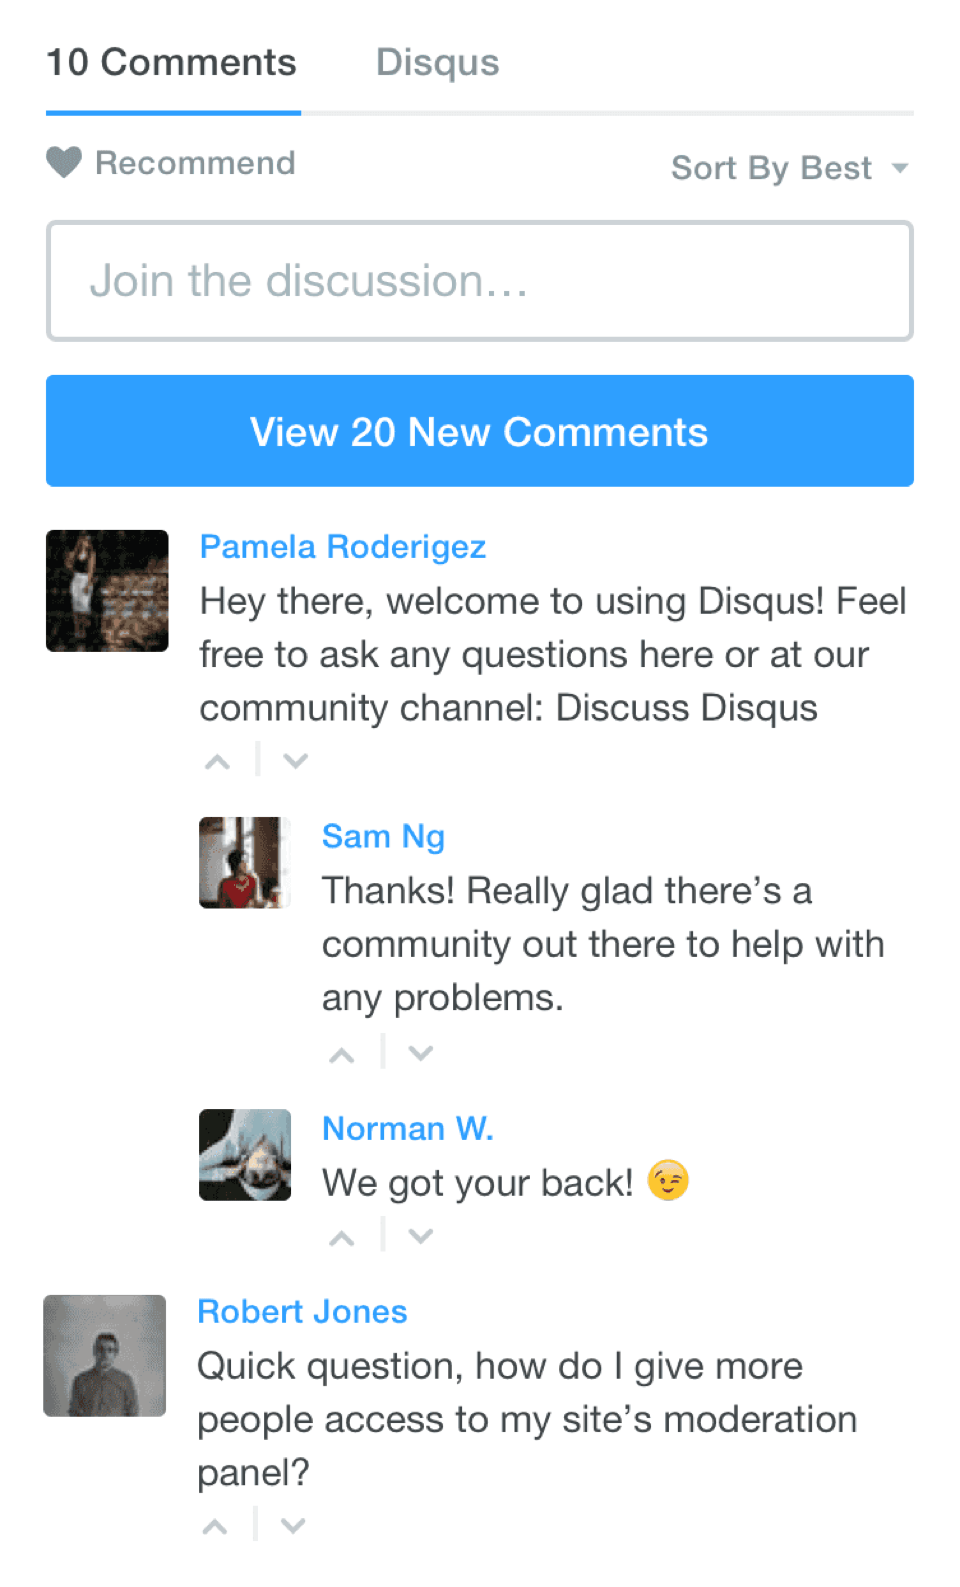 10 Comments
Disqus
Recommend
Sort By Best
Join the discussion...
View 20 New Comments
Pamela Roderigez
Hey there, welcome to using Disqus! Feel
free to ask any questions here or at our
community channel: Discuss Disqus
Sam Ng
Thanks! Really glad there’s a
community out there to help with
any problems.
Norman W.
We got your back! 😉
Robert Jones
Quick question, how do I give more
people access to my site’s moderation
panel?